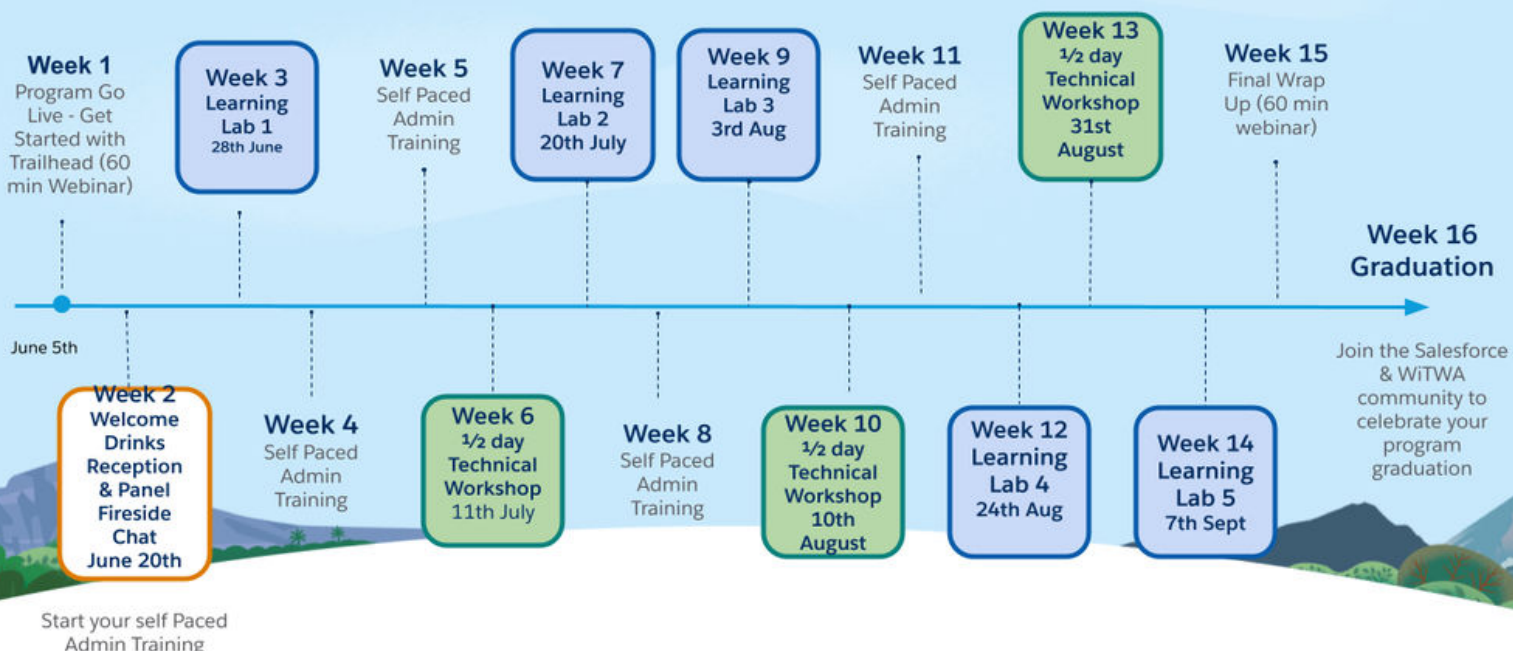 Week 1
Program Go
Live - Get
Started with
Trailhead (60
min Webinar)
June 5th
Week 2
Welcome
Drinks
Reception
& Panel
Fireside
Chat
June 20th
Start your self Paced
Admin Training
Week 3
Learning
Lab 1
28th June
Week 4
Self Paced
Admin
Training
Week 5
Self Paced
Admin
Training
Week 6
½ day
Technical
Workshop
11th July
Week 7
Learning
Lab 2
20th July
Week 8
Self Paced
Admin
Training
Week 9
Learning
Lab 3
3rd Aug
Week 10
½ day
Technical
Workshop
10th
August
Week 11
Self Paced
Admin
Training
Week 12
Learning
Lab 4
24th Aug
Week 13
½ day
Technical
Workshop
31st
August
Week 14
Learning
Lab 5
7th Sept
Week 15
Final Wrap
Up (60 min
webinar)
Week 16
Graduation
Join the Salesforce
& WiTWA
community to
celebrate your
program
graduation